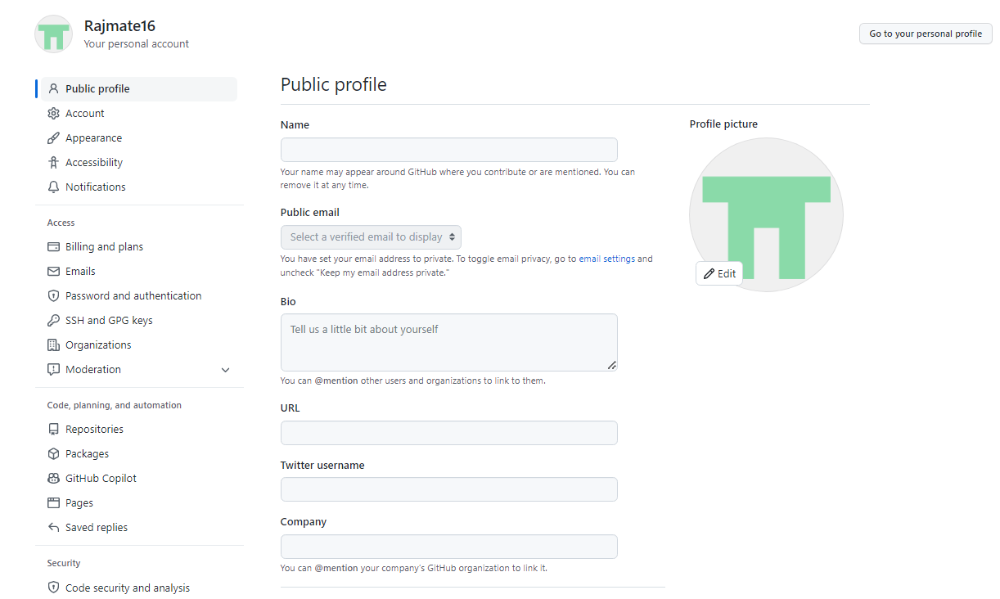 Rajmate16
Your personal account
Go to your personal profile
Public profile
Account
Appearance
Accessibility
Notifications
Access
Billing and plans
Emails
Password and authentication
SSH and GPG keys
Organizations
Moderation
Code, planning, and automation
Repositories
Packages
GitHub Copilot
Pages
Saved replies
Security
Code security and analysis
Public profile
Name
Your name may appear around GitHub where you contribute or are mentioned. You can
remove it at any time.
Public email
Select a verified email to display
You have set your email address to private. To toggle email privacy, go to email settings and
uncheck "Keep my email address private."
Bio
Tell us a little bit about yourself
You can @mention other users and organizations to link to them.
URL
Twitter username
Company
You can @mention your company's GitHub organization to link it.
Profile picture
Edit